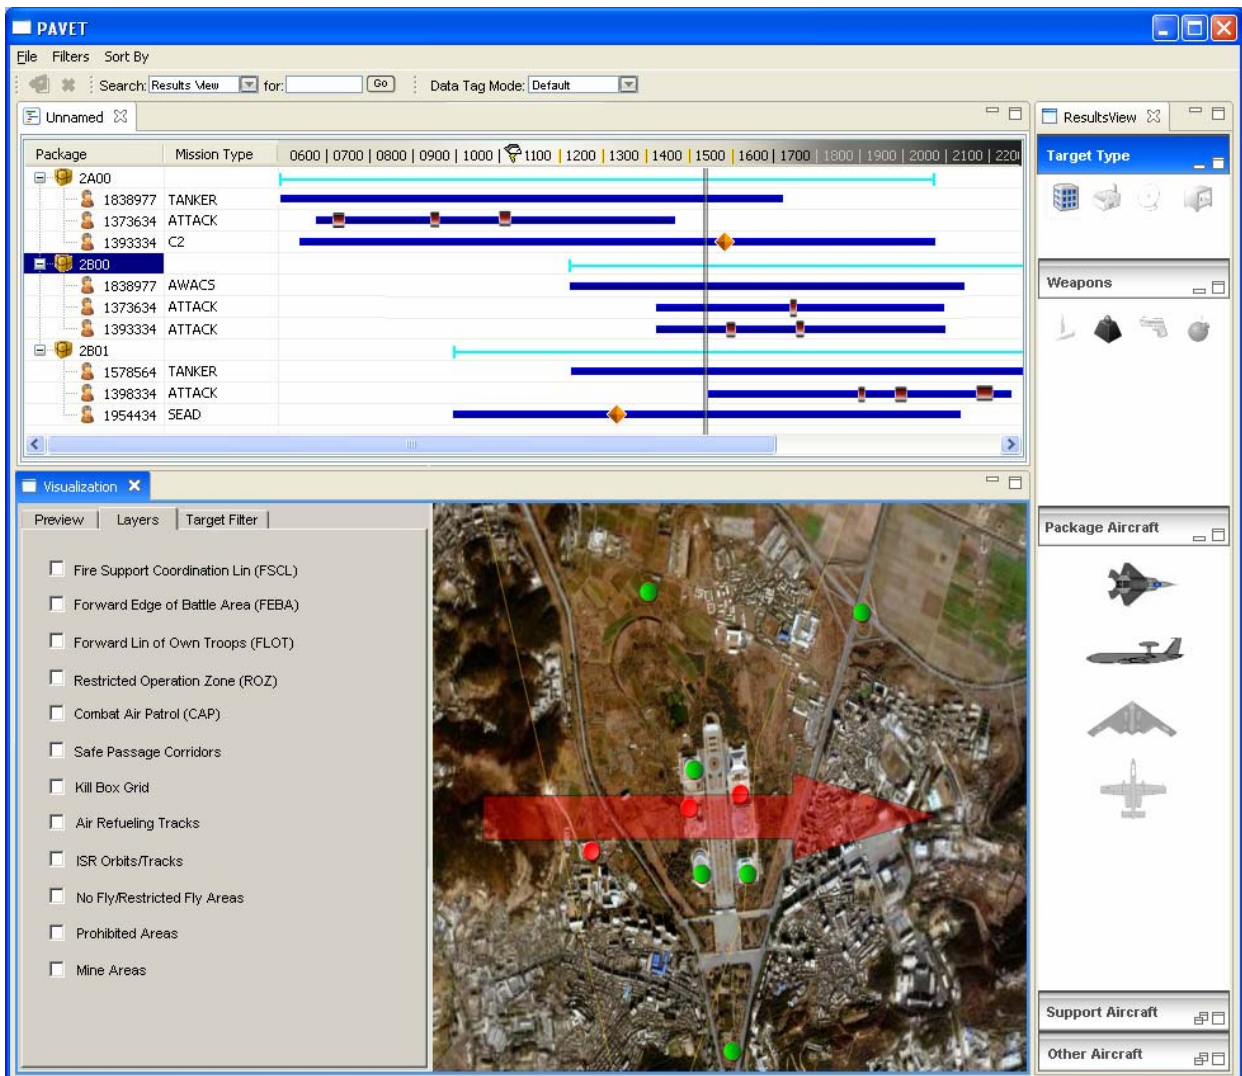 PAVET
File Filters Sort By
Search: Results View for: Go Data Tag Mode: Default
Unnamed
Package Mission Type 0600 | 0700 | 0800 | 0900 | 1000 | 1100 | 1200 | 1300 | 1400 | 1500 | 1600 | 1700 | 1800 | 1900 | 2000 | 2100 | 220
2A00
1838977 TANKER
1373634 ATTACK
1393334 C2
2B00
1838977 AWACS
1373634 ATTACK
1393334 ATTACK
2B01
1578564 TANKER
1398334 ATTACK
1954434 SEAD
Visualization
Preview | Layers | Target Filter |
Fire Support Coordination Lin (FSCL)
Forward Edge of Battle Area (FEBA)
Forward Lin of Own Troops (FLOT)
Restricted Operation Zone (ROZ)
Combat Air Patrol (CAP)
Safe Passage Corridors
Kill Box Grid
Air Refueling Tracks
ISR Orbits/Tracks
No Fly/Restricted Fly Areas
Prohibited Areas
Mine Areas
ResultsView
Target Type
Weapons
Package Aircraft
Support Aircraft
Other Aircraft